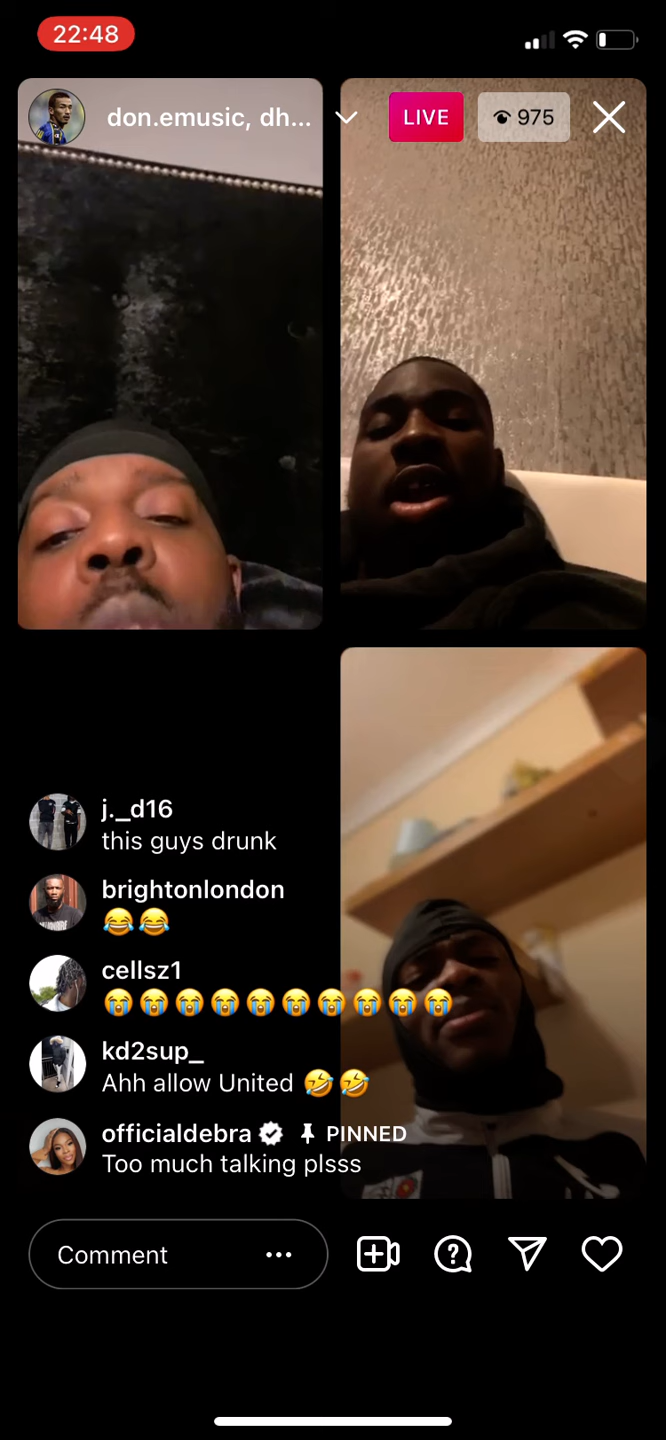 22:48
don.emusic, dh...
LIVE
975
j._d16
this guys drunk
brightonlondon
😂😂
cellsz1
😭😭😭😭😭😭😭😭😭😭
kd2sup_
Ahh allow United 🤣🤣
officialdebra PINNED
Too much talking plsss
Comment